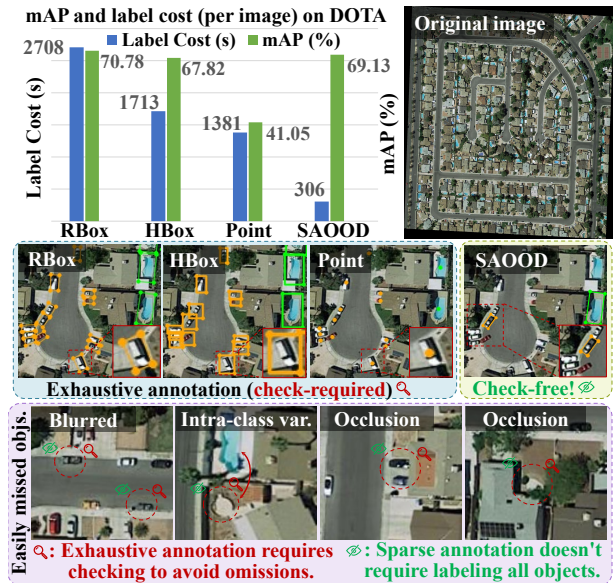 mAP and label cost (per image) on DOTA
Label Cost (s)
mAP (%)
2708
70.78
1713
67.82
1381
41.05
306
69.13
Label Cost (s)
mAP (%)
RBox
HBox
Point
SAOOD
Original image
RBox
HBox
Point
SAOOD
Exhaustive annotation (check-required)
Check-free!
Easily missed objs.
Blurred
Intra-class var.
Occlusion
Occlusion
: Exhaustive annotation requires
checking to avoid omissions.
: Sparse annotation doesn't
require labeling all objects.